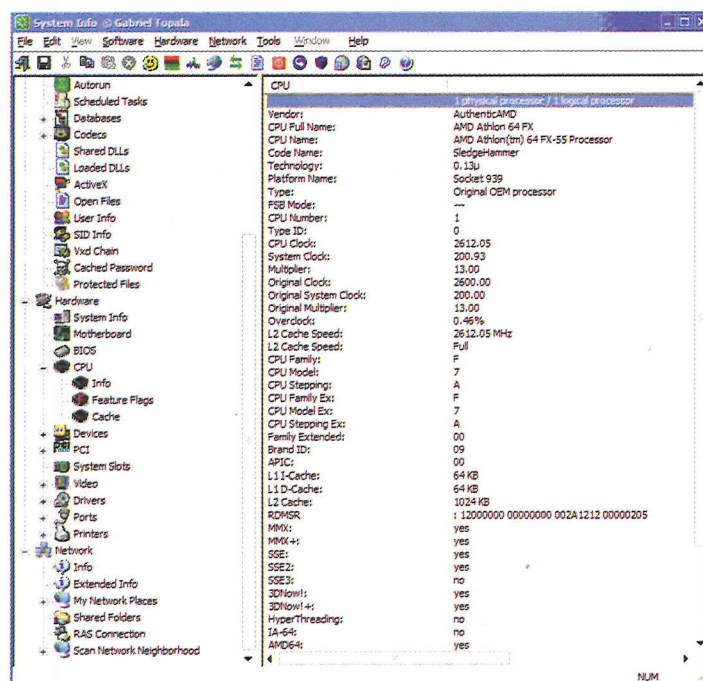 System Info © Gabriel Topala
File Edit View Software Hardware Network Tools Window Help
Autorun
Scheduled Tasks
Databases
Codecs
Shared DLLs
Loaded DLLs
ActiveX
Open Files
User Info
SID Info
Vxd Chain
Cached Password
Protected Files
Hardware
System Info
Motherboard
BIOS
CPU
Info
Feature Flags
Cache
Devices
PCI
System Slots
Video
Drivers
Ports
Printers
Network
Info
Extended Info
My Network Places
Shared Folders
RAS Connection
Scan Network Neighborhood
CPU
1 physical processor / 1 logical processor
Vendor: AuthenticAMD
CPU Full Name: AMD Athlon 64 FX
CPU Name: AMD Athlon(tm) 64 FX-55 Processor
Code Name: SledgeHammer
Technology: 0.13µ
Platform Name: Socket 939
Type: Original OEM processor
FSB Mode: ---
CPU Number: 1
Type ID: 0
CPU Clock: 2612.05
System Clock: 200.93
Multiplier: 13.00
Original Clock: 2600.00
Original System Clock: 200.00
Original Multiplier: 13.00
Overclock: 0.46%
L2 Cache Speed: 2612.05 MHz
L2 Cache Speed: Full
CPU Family: F
CPU Model: 7
CPU Stepping: A
CPU Family Ex: F
CPU Model Ex: 7
CPU Stepping Ex: A
Family Extended: 00
Brand ID: 09
APIC: 00
L1 I-Cache: 64 KB
L1 D-Cache: 64 KB
L2 Cache: 1024 KB
RDMSR : 12000000 00000000 002A1212 00000205
MMX: yes
MMX+: yes
SSE: yes
SSE2: yes
SSE3: no
3DNow!: yes
3DNow!+: yes
HyperThreading: no
IA-64: no
AMD64: yes
NUM